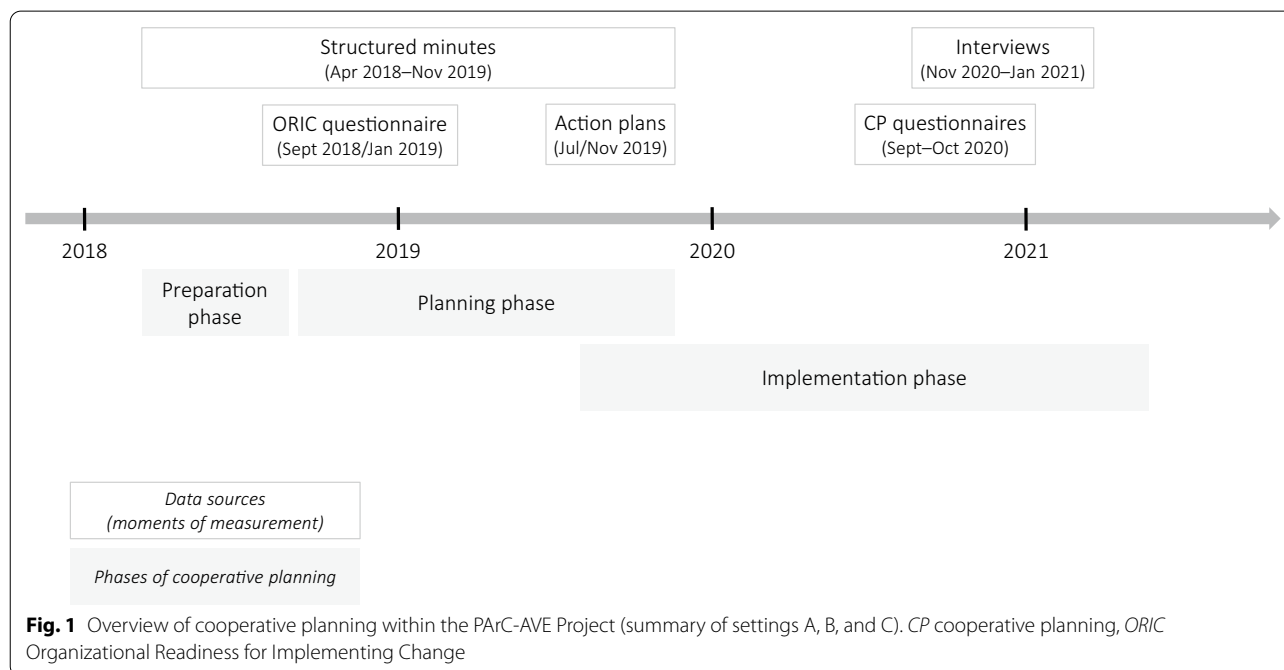 Structured minutes
(Apr 2018–Nov 2019)
Interviews
(Nov 2020–Jan 2021)
ORIC questionnaire
(Sept 2018/Jan 2019)
Action plans
(Jul/Nov 2019)
CP questionnaires
(Sept–Oct 2020)
2018 2019 2020 2021
Preparation
phase
Planning phase
Implementation phase
Data sources
(moments of measurement)
Phases of cooperative planning
Fig. 1 Overview of cooperative planning within the PArC-AVE Project (summary of settings A, B, and C). CP cooperative planning, ORIC
Organizational Readiness for Implementing Change